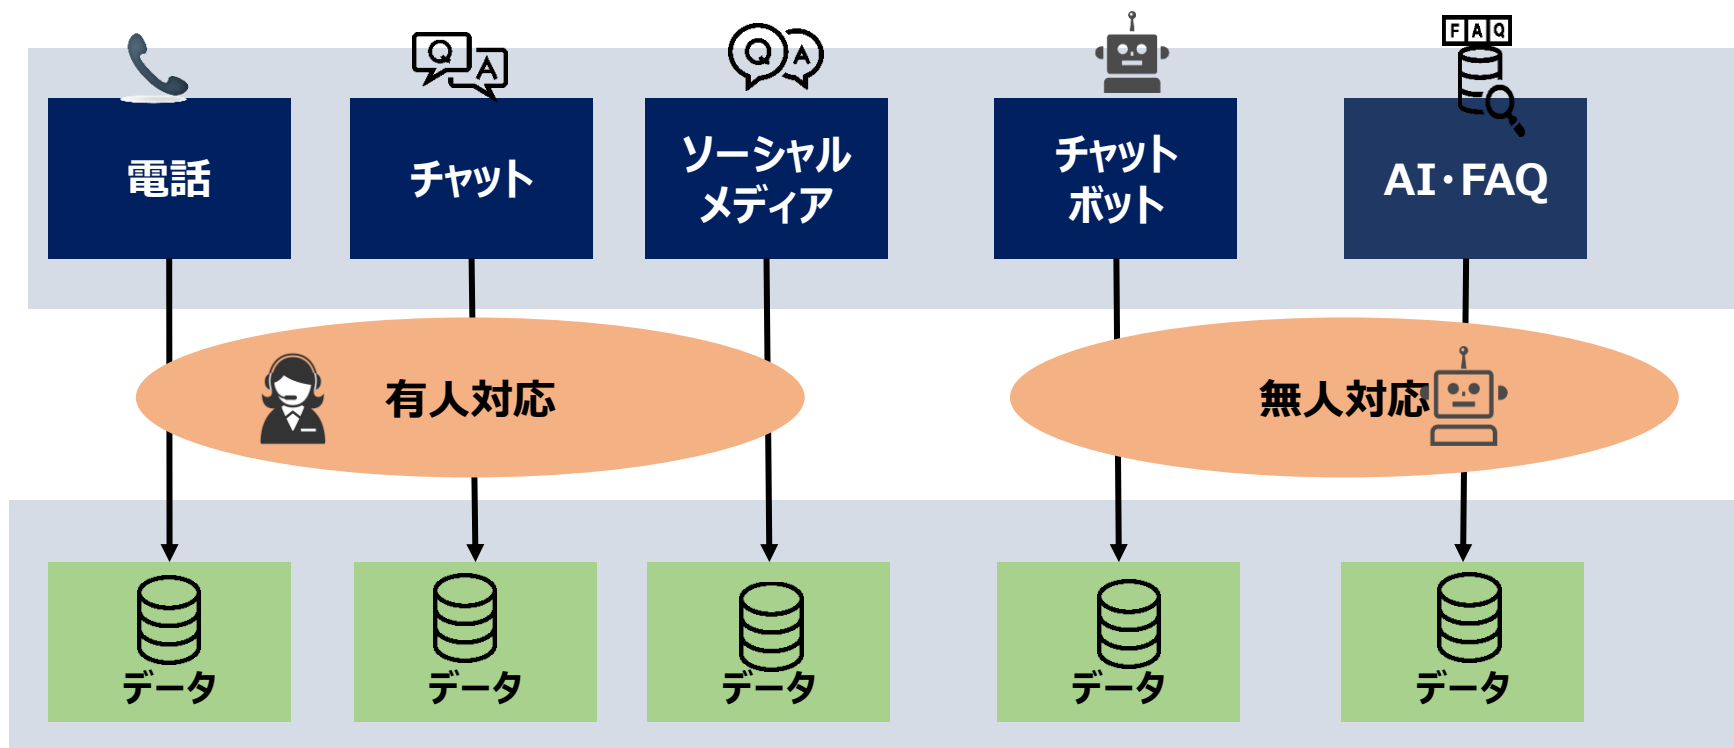 Q A
Q A
F A Q
電話
チャット
ソーシャル
メディア
チャット
ボット
AI・FAQ
有人対応
無人対応
データ
データ
データ
データ
データ